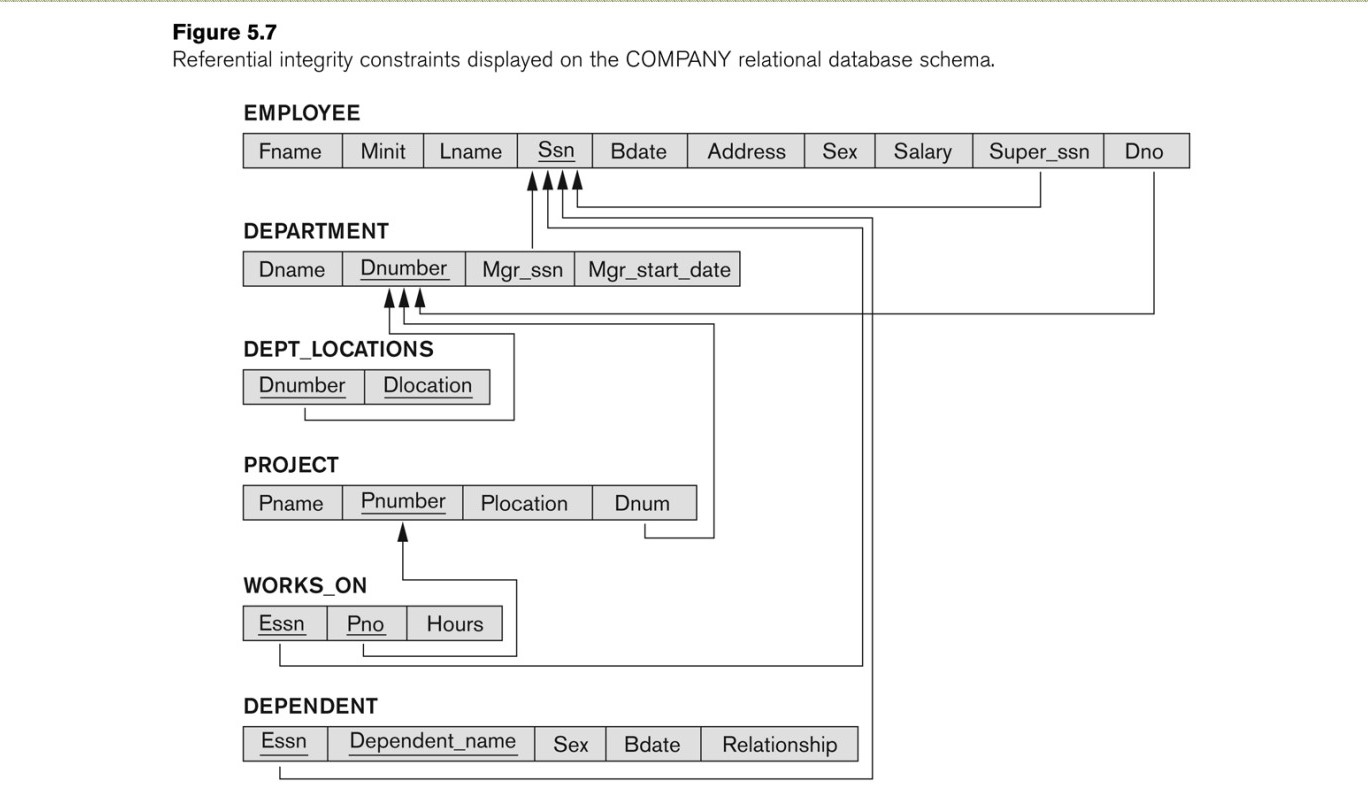 Figure 5.7
Referential integrity constraints displayed on the COMPANY relational database schema.
EMPLOYEE
Fname Minit Lname Ssn Bdate Address Sex Salary Super_ssn Dno
DEPARTMENT
Dname Dnumber Mgr_ssn Mgr_start_date
DEPT_LOCATIONS
Dnumber Dlocation
PROJECT
Pname Pnumber Plocation Dnum
WORKS_ON
Essn Pno Hours
DEPENDENT
Essn Dependent_name Sex Bdate Relationship